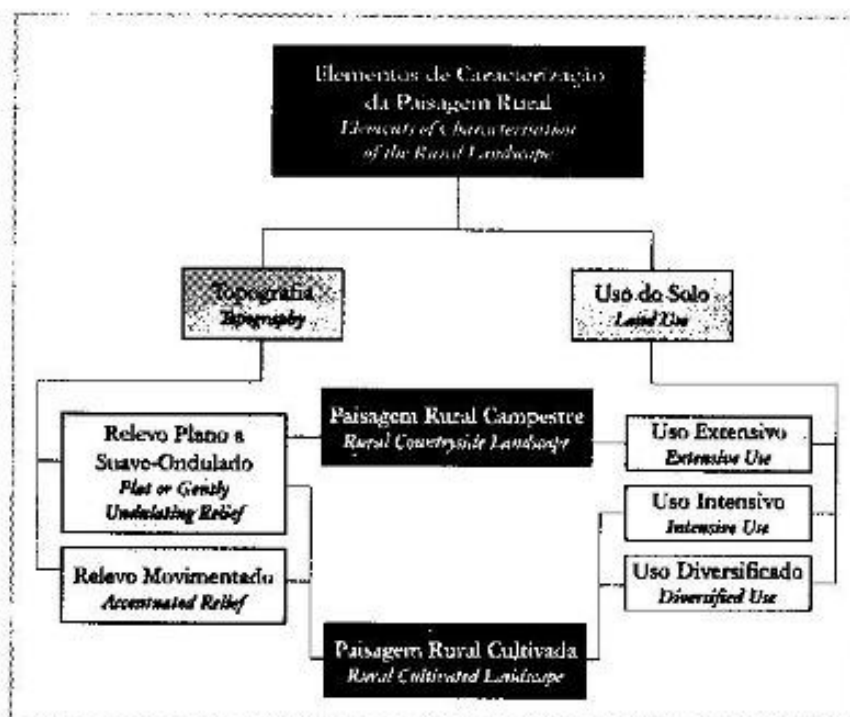 Elementos de Caracterização
da Paisagem Rural
Elements of Characterisation
of the Rural Landscape
Topografia
Topography
Uso do Solo
Land Use
Paisagem Rural Campestre
Rural Countryside Landscape
Relevo Plano a
Suave-Ondulado
Flat or Gently
Undulating Relief
Uso Extensivo
Extensive Use
Uso Intensivo
Intensive Use
Relevo Movimentado
Accentuated Relief
Uso Diversificado
Diversified Use
Paisagem Rural Cultivada
Rural Cultivated Landscape